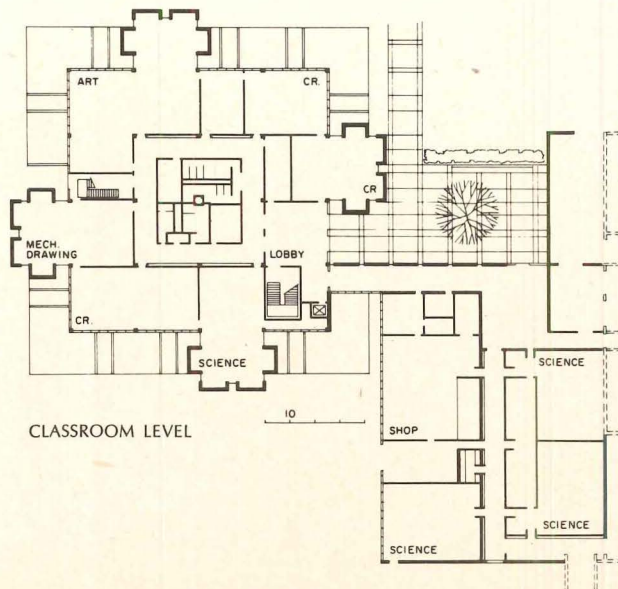 ART
CR.
CR
MECH.
DRAWING
LOBBY
CR.
SCIENCE
SCIENCE
CLASSROOM LEVEL
10
SHOP
SCIENCE
SCIENCE